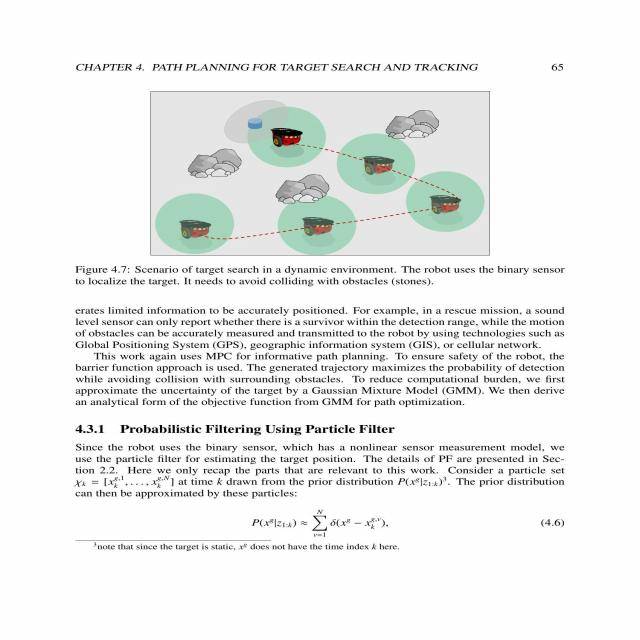 CHAPTER 4. PATH PLANNING FOR TARGET SEARCH AND TRACKING 65
Figure 4.7: Scenario of target search in a dynamic environment. The robot uses the binary sensor
to localize the target. It needs to avoid colliding with obstacles (stones).
erates limited information to be accurately positioned. For example, in a rescue mission, a sound
level sensor can only report whether there is a survivor within the detection range, while the motion
of obstacles can be accurately measured and transmitted to the robot by using technologies such as
Global Positioning System (GPS), geographic information system (GIS), or cellular network.
This work again uses MPC for informative path planning. To ensure safety of the robot, the
barrier function approach is used. The generated trajectory maximizes the probability of detection
while avoiding collision with surrounding obstacles. To reduce computational burden, we first
approximate the uncertainty of the target by a Gaussian Mixture Model (GMM). We then derive
an analytical form of the objective function from GMM for path optimization.
4.3.1 Probabilistic Filtering Using Particle Filter
Since the robot uses the binary sensor, which has a nonlinear sensor measurement model, we
use the particle filter for estimating the target position. The details of PF are presented in Sec-
tion 2.2. Here we only recap the parts that are relevant to this work. Consider a particle set
χ_k = [x_k^{g,1}, . . . , x_k^{g,N}] at time k drawn from the prior distribution P(x^g|z_{1:k})³. The prior distribution
can then be approximated by these particles:
P(x^g|z_{1:k}) ≈ ∑_{v=1}^{N} δ(x^g − x_k^{g,v}), (4.6)
³note that since the target is static, x^g does not have the time index k here.